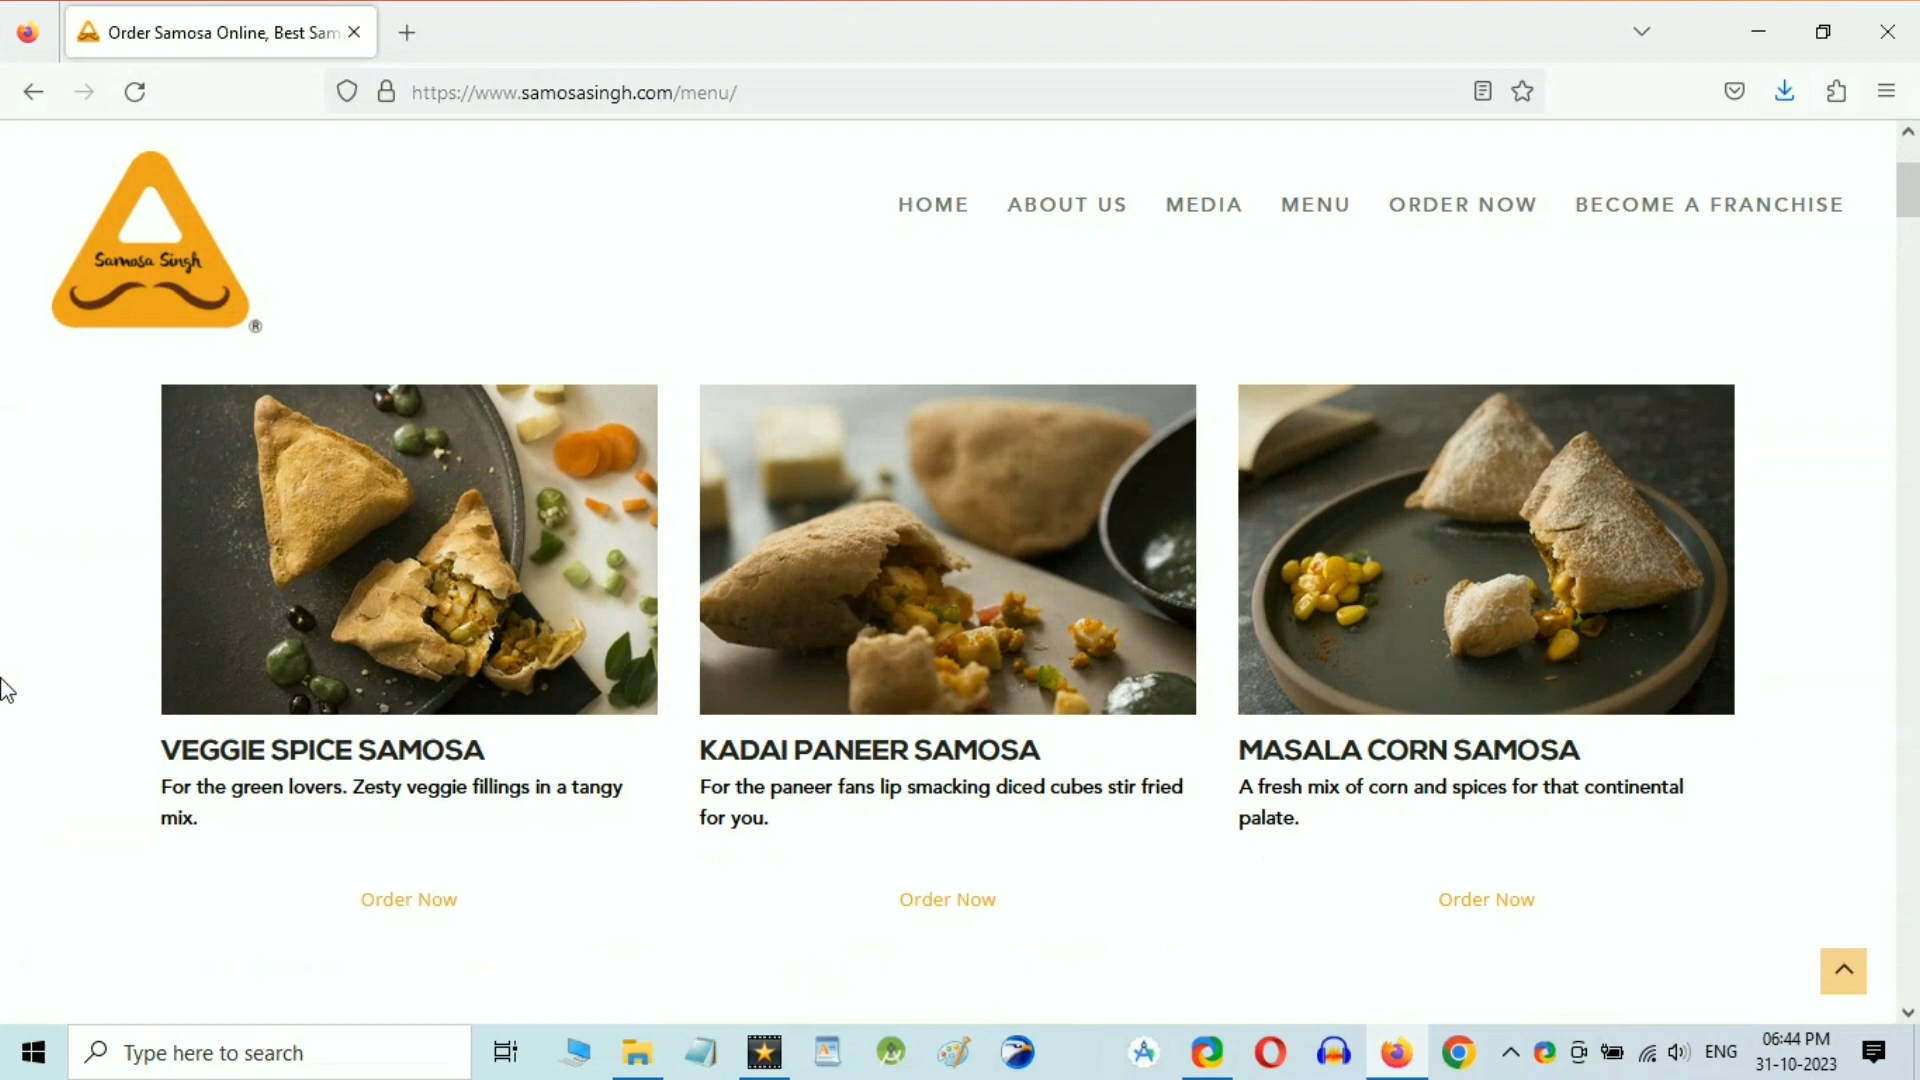 Order Samosa Online, Best Sam
https://www.samosasingh.com/menu/
Samosa Singh
®
HOME ABOUT US MEDIA MENU ORDER NOW BECOME A FRANCHISE
VEGGIE SPICE SAMOSA
For the green lovers. Zesty veggie fillings in a tangy
mix.
Order Now
KADAI PANEER SAMOSA
For the paneer fans lip smacking diced cubes stir fried
for you.
Order Now
MASALA CORN SAMOSA
A fresh mix of corn and spices for that continental
palate.
Order Now
Type here to search
ENG
06:44 PM
31-10-2023